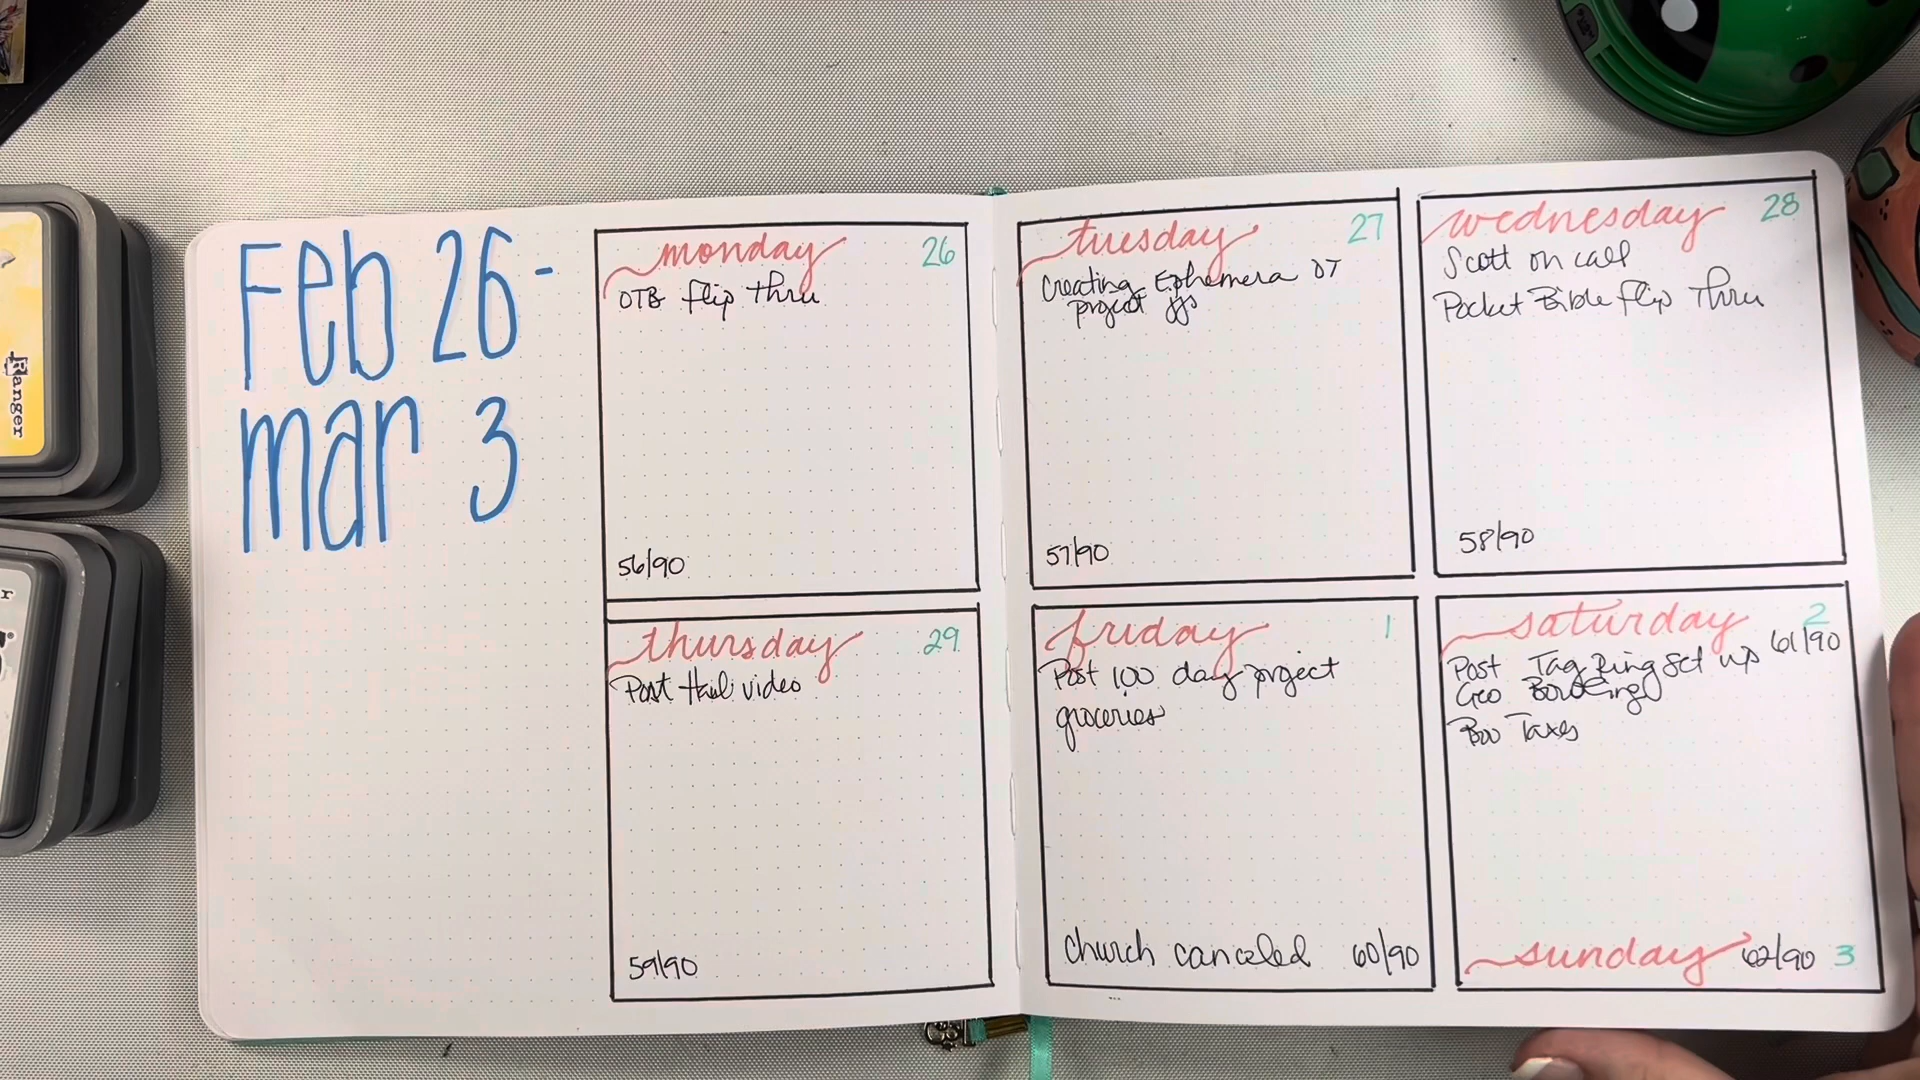 Feb 26-
mar 3
monday 26
OTB flip thru
56/90
tuesday 27
Creating Ephemera DT
project
57/90
wednesday 28
Scott on call
Pocket Bible flip Thru
58/90
thursday 29
Post Haul video
59/90
friday 1
Post 100 day project
groceries
church canceled 60/90
saturday 2
61/90
Post Tag Ring Set up
Geo Bowling
Boo Taxes
sunday 62/90 3
Ranger